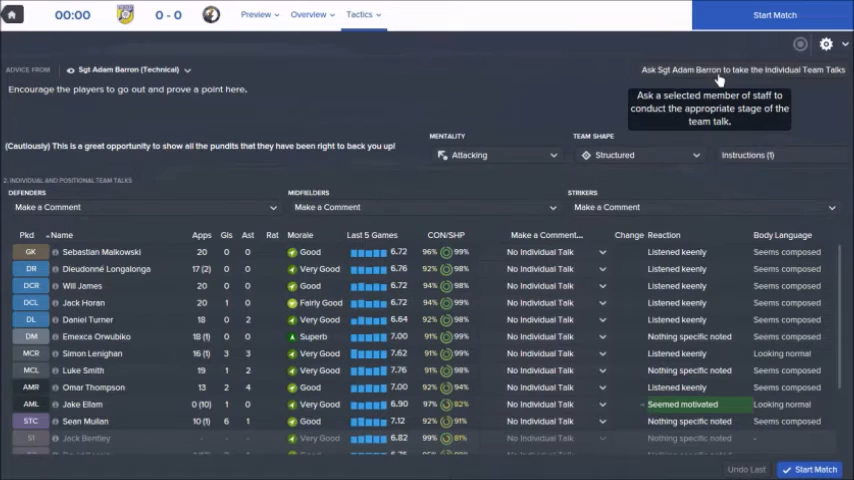 00:00 0 - 0 Preview Overview Tactics Start Match
ADVICE FROM Sgt Adam Barron (Technical) Ask Sgt Adam Barron to take the Individual Team Talks
Encourage the players to go out and prove a point here.
Ask a selected member of staff to
conduct the appropriate stage of the
team talk.
(Cautiously) This is a great opportunity to show all the pundits that they have been right to back you up!
MENTALITY TEAM SHAPE
Attacking Structured Instructions (1)
2. INDIVIDUAL AND POSITIONAL TEAM TALKS
DEFENDERS MIDFIELDERS STRIKERS
Make a Comment Make a Comment Make a Comment
Pkd Name Apps Gls Ast Rat Morale Last 5 Games CON/SHP Make a Comment... Change Reaction Body Language
GK Sebastian Malkowski 20 0 0 Good 6.72 96% 99% No Individual Talk Listened keenly Seems composed
DR Dieudonné Longalonga 17 (2) 0 0 Very Good 6.76 92% 98% No Individual Talk Listened keenly Seems composed
DCR Will James 20 0 0 Good 6.72 94% 98% No Individual Talk Listened keenly Seems composed
DCL Jack Horan 20 1 0 Fairly Good 6.72 94% 99% No Individual Talk Listened keenly Seems composed
DL Daniel Turner 18 0 2 Very Good 6.64 92% 98% No Individual Talk Listened keenly Seems composed
DM Emexca Orwubiko 18 (1) 0 0 Superb 7.00 91% 99% No Individual Talk Nothing specific noted Seems composed
MCR Simon Lenighan 16 (1) 3 3 Very Good 7.62 91% 99% No Individual Talk Listened keenly Looking normal
MCL Luke Smith 19 1 2 Very Good 7.76 91% 98% No Individual Talk Nothing specific noted Seems composed
AMR Omar Thompson 13 2 4 Good 7.00 92% 94% No Individual Talk Listened keenly Seems composed
AML Jake Ellam 0 (10) 1 0 Very Good 6.90 97% 82% No Individual Talk Seemed motivated Looking normal
STC Sean Mullan 10 (1) 6 1 Good 7.12 92% 91% No Individual Talk Nothing specific noted Seems composed
S1 Jack Bentley - - - Very Good 6.82 99% 81% No Individual Talk Nothing specific noted -
Undo Last Start Match